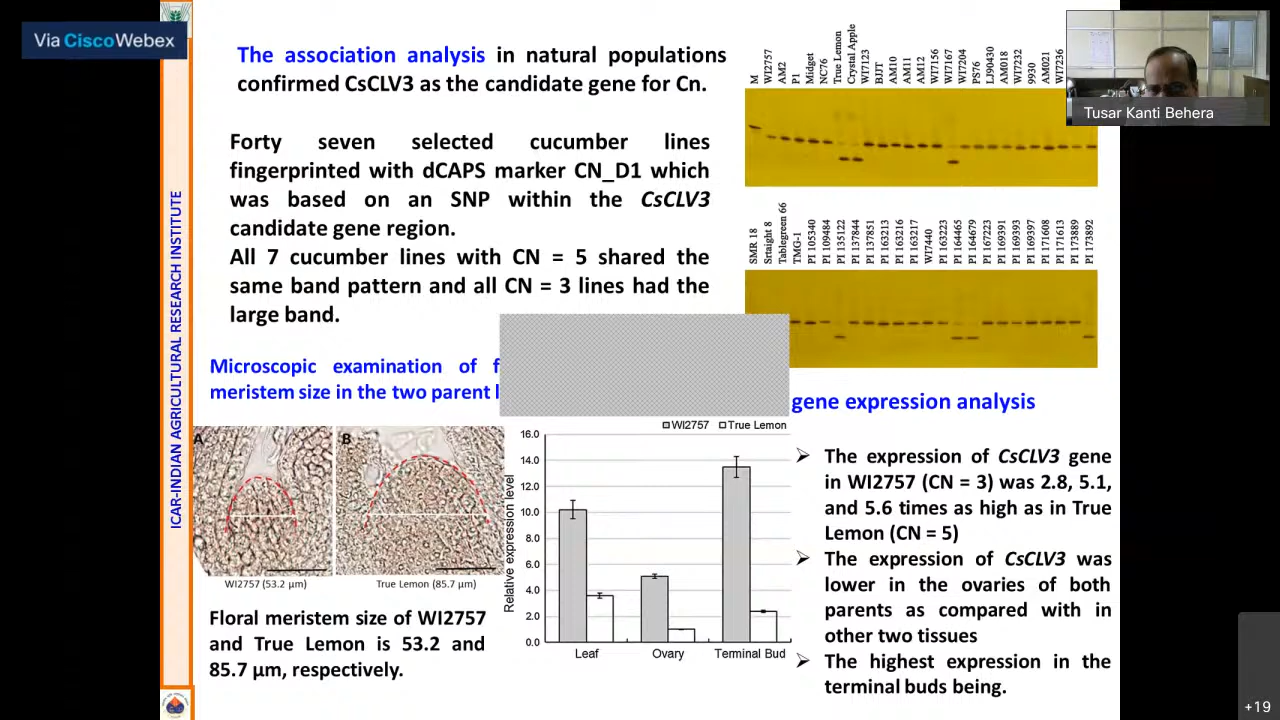 Via CiscoWebex
The association analysis in natural populations
confirmed CsCLV3 as the candidate gene for Cn.
Forty seven selected cucumber lines
fingerprinted with dCAPS marker CN_D1 which
was based on an SNP within the CsCLV3
candidate gene region.
All 7 cucumber lines with CN = 5 shared the
same band pattern and all CN = 3 lines had the
large band.
Microscopic examination of
meristem size in the two parent
ICAR-INDIAN AGRICULTURAL RESEARCH INSTITUTE
A
B
WI2757 (53.2 µm)
True Lemon (85.7 µm)
Floral meristem size of WI2757
and True Lemon is 53.2 and
85.7 µm, respectively.
M
WI2757
AM2
P1
Midget
NC76
True Lemon
Crystal Apple
WI7123
BIJT
AM10
AM11
AM12
WI7156
WI7167
WI7204
PS76
LJ90430
AM018
WI7232
9930
AM021
WI7236
SMR 18
Srtaight 8
Tablegreen 66
TMG-1
PI 105340
PI 109484
PI 135122
PI 137844
PI 137851
PI 163213
PI 163216
PI 163217
WI7440
PI 163223
PI 164465
PI 164679
PI 167223
PI 169391
PI 169393
PI 169397
PI 171608
PI 171613
PI 173889
PI 173892
gene expression analysis
WI2757 True Lemon
Relative expression level
16.0
14.0
12.0
10.0
8.0
6.0
4.0
2.0
0.0
Leaf Ovary Terminal Bud
The expression of CsCLV3 gene
in WI2757 (CN = 3) was 2.8, 5.1,
and 5.6 times as high as in True
Lemon (CN = 5)
The expression of CsCLV3 was
lower in the ovaries of both
parents as compared with in
other two tissues
The highest expression in the
terminal buds being.
Tusar Kanti Behera
+19